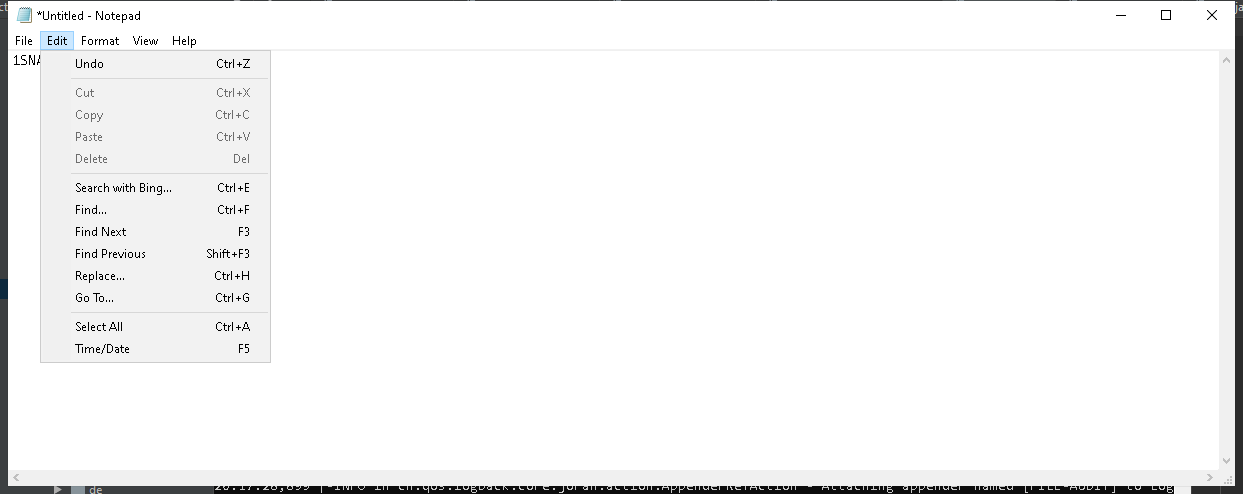 *Untitled - Notepad
File Edit Format View Help
1SNA
Undo Ctrl+Z
Cut Ctrl+X
Copy Ctrl+C
Paste Ctrl+V
Delete Del
Search with Bing... Ctrl+E
Find... Ctrl+F
Find Next F3
Find Previous Shift+F3
Replace... Ctrl+H
Go To... Ctrl+G
Select All Ctrl+A
Time/Date F5
de 20:17:28,899 |-INFO in ch.qos.logback.core.joran.action.AppenderRefAction - Attaching appender named [FILE-AUDIT] to Log